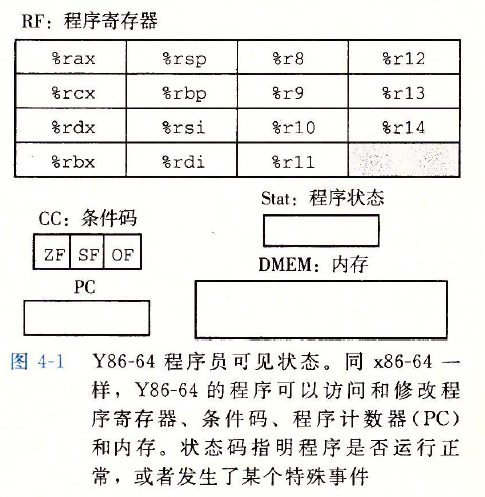 RF：程序寄存器
%rax %rsp %r8 %r12
%rcx %rbp %r9 %r13
%rdx %rsi %r10 %r14
%rbx %rdi %r11
CC：条件码
ZF SF OF
PC
Stat：程序状态
DMEM：内存
图 4-1 Y86-64 程序员可见状态。同 x86-64 一
样，Y86-64 的程序可以访问和修改程
序寄存器、条件码、程序计数器(PC)
和内存。状态码指明程序是否运行正
常，或者发生了某个特殊事件